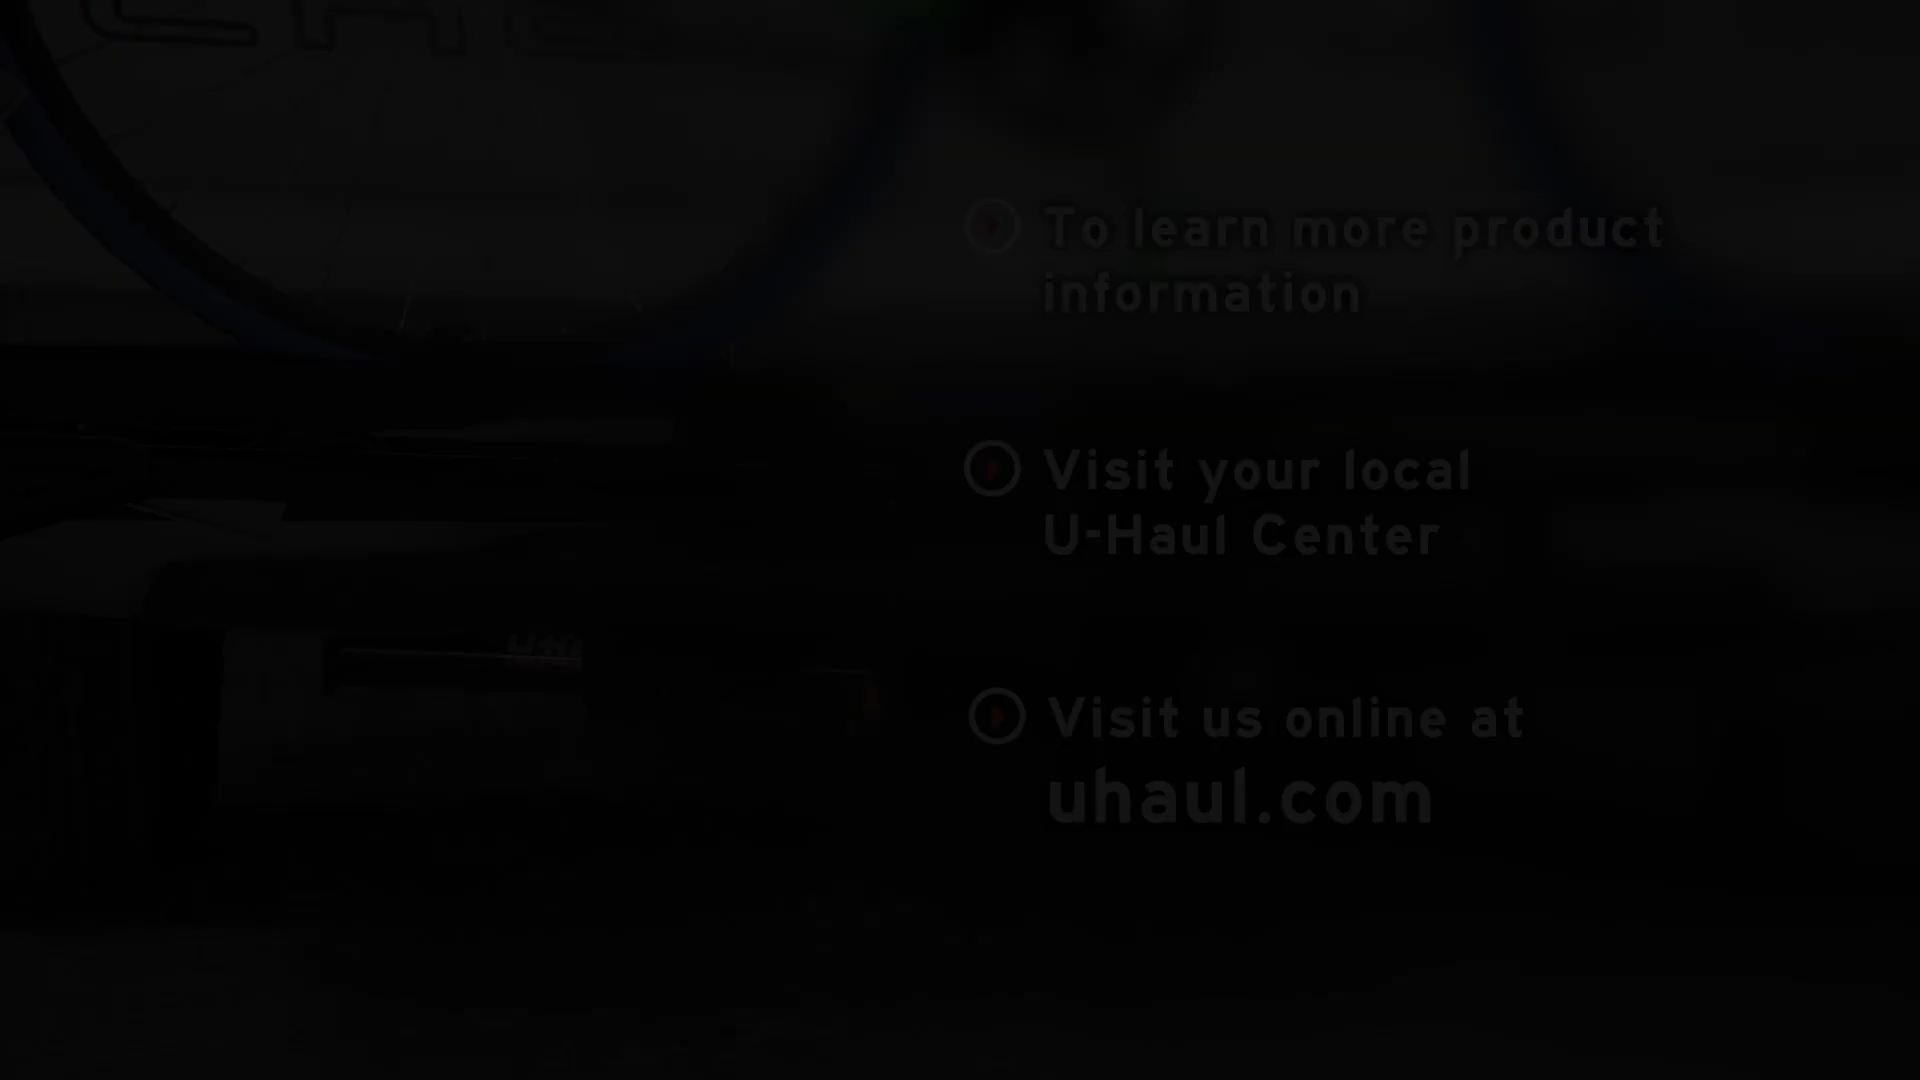 To learn more product
information
Visit your local
U-Haul Center
Visit us online at
uhaul.com